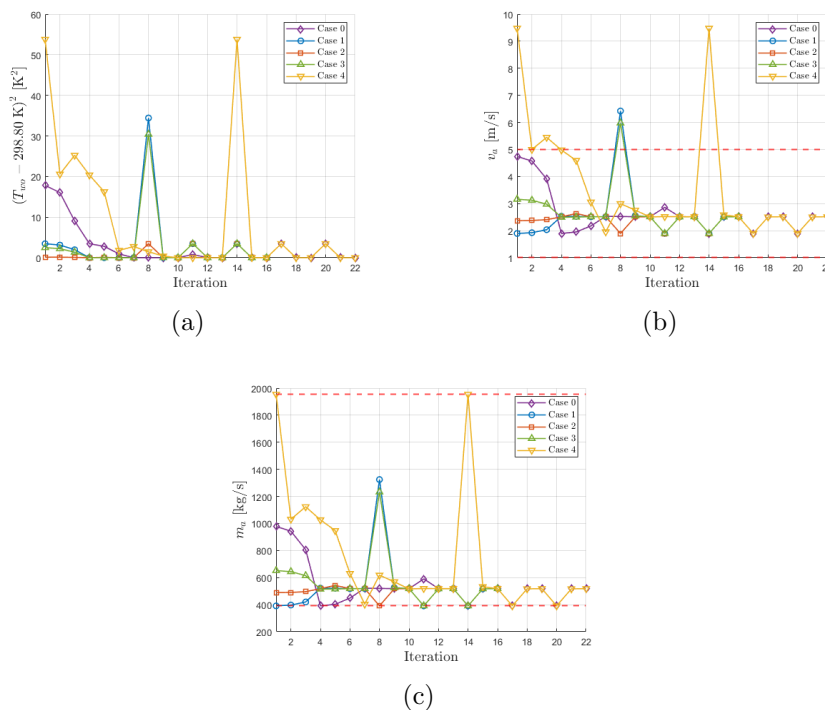 60
50
40
30
20
10
0
(T_wo − 298.80 K)² [K²]
2 4 6 8 10 12 14 16 18 20 22
Iteration
Case 0
Case 1
Case 2
Case 3
Case 4
(a)
10
9
8
7
6
5
4
3
2
1
v_a [m/s]
2 4 6 8 10 12 14 16 18 20 22
Iteration
Case 0
Case 1
Case 2
Case 3
Case 4
(b)
2000
1800
1600
1400
1200
1000
800
600
400
200
m_a [kg/s]
2 4 6 8 10 12 14 16 18 20 22
Iteration
Case 0
Case 1
Case 2
Case 3
Case 4
(c)